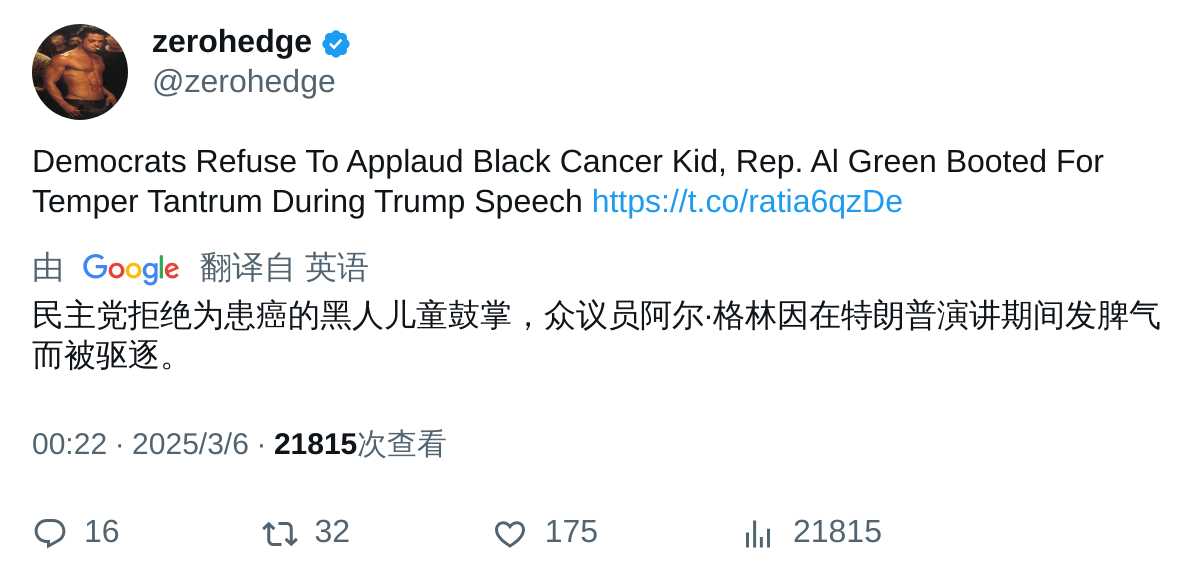 zerohedge
@zerohedge
Democrats Refuse To Applaud Black Cancer Kid, Rep. Al Green Booted For
Temper Tantrum During Trump Speech https://t.co/ratia6qzDe
由 Google 翻译自 英语
民主党拒绝为患癌的黑人儿童鼓掌，众议员阿尔·格林因在特朗普演讲期间发脾气
而被驱逐。
00:22 · 2025/3/6 · 21815次查看
16 32 175 21815